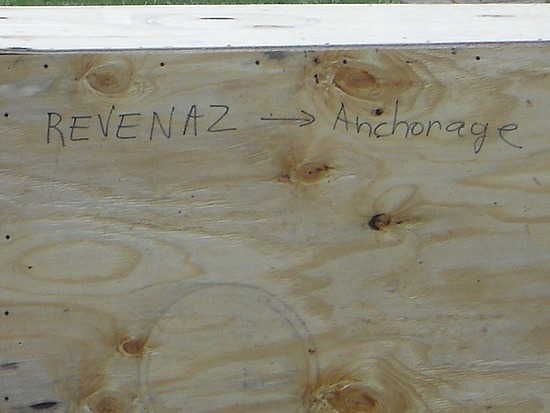 REVENAZ → Anchorage